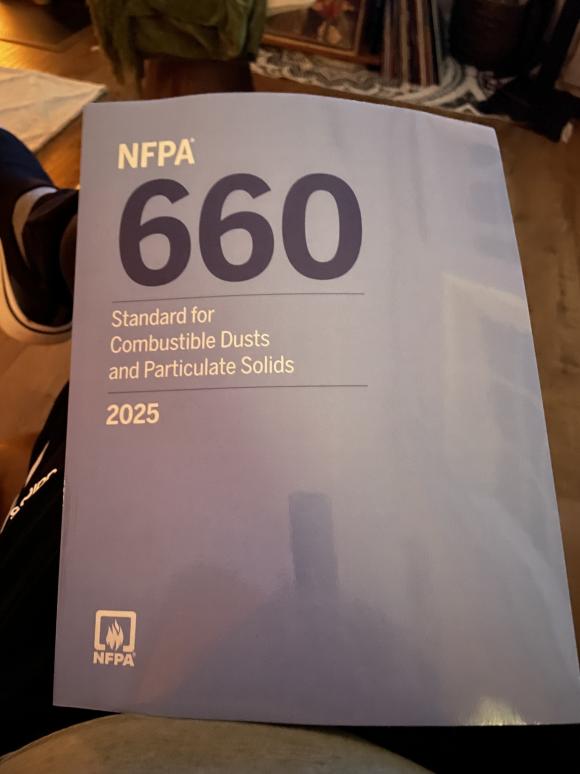 NFPA®
660
Standard for
Combustible Dusts
and Particulate Solids
2025
NFPA®